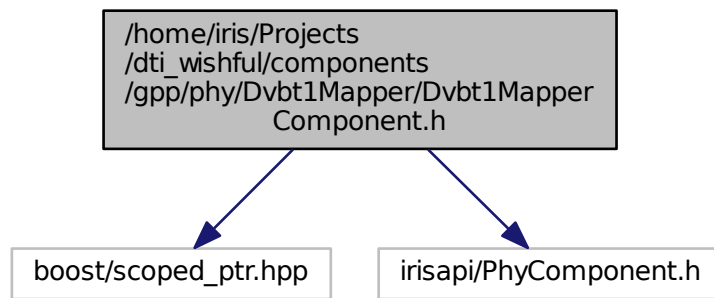 /home/iris/Projects
/dti_wishful/components
/gpp/phy/Dvbt1Mapper/Dvbt1Mapper
Component.h
boost/scoped_ptr.hpp
irisapi/PhyComponent.h